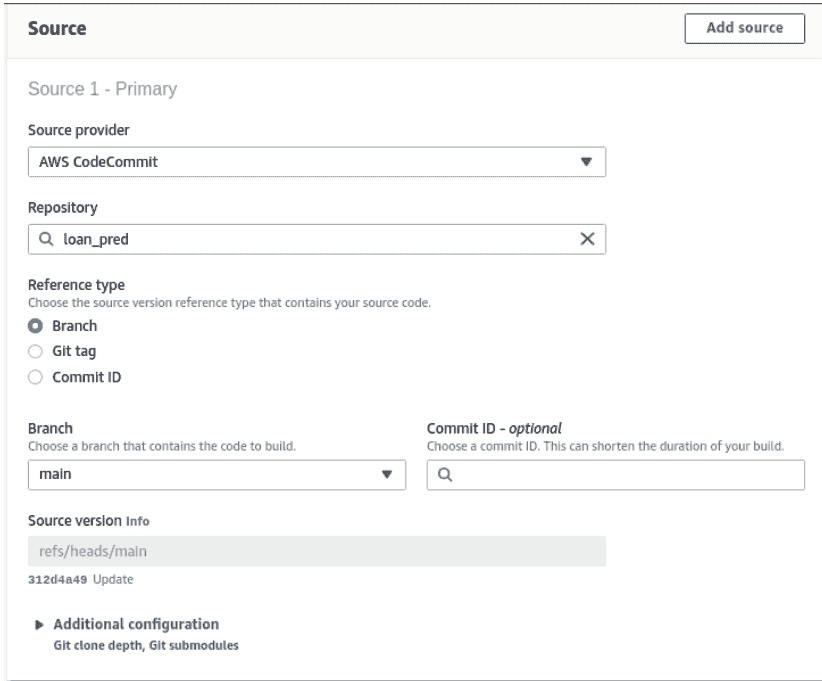 Source
Add source
Source 1 - Primary
Source provider
AWS CodeCommit
Repository
loan_pred
Reference type
Choose the source version reference type that contains your source code.
Branch
Git tag
Commit ID
Branch
Choose a branch that contains the code to build.
main
Commit ID - optional
Choose a commit ID. This can shorten the duration of your build.
Source version Info
refs/heads/main
312d4a49 Update
Additional configuration
Git clone depth, Git submodules